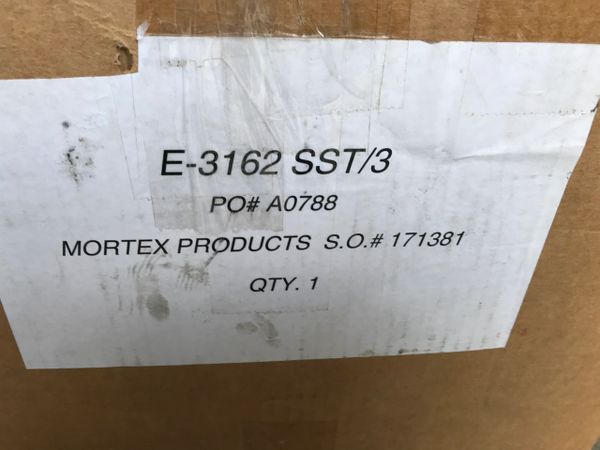 E-3162 SST/3
PO# A0788
MORTEX PRODUCTS S.O.# 171381
QTY. 1